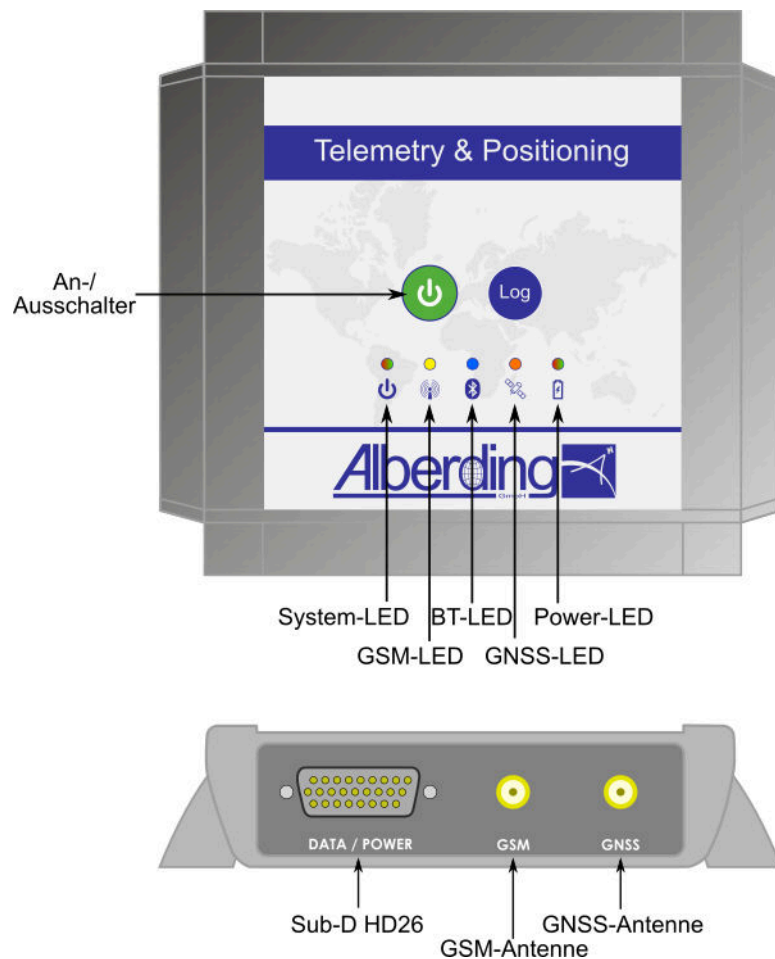 Telemetry & Positioning
An-/
Ausschalter
Log
Alberding
GmbH
System-LED
BT-LED
Power-LED
GSM-LED
GNSS-LED
DATA / POWER
GSM
GNSS
Sub-D HD26
GNSS-Antenne
GSM-Antenne